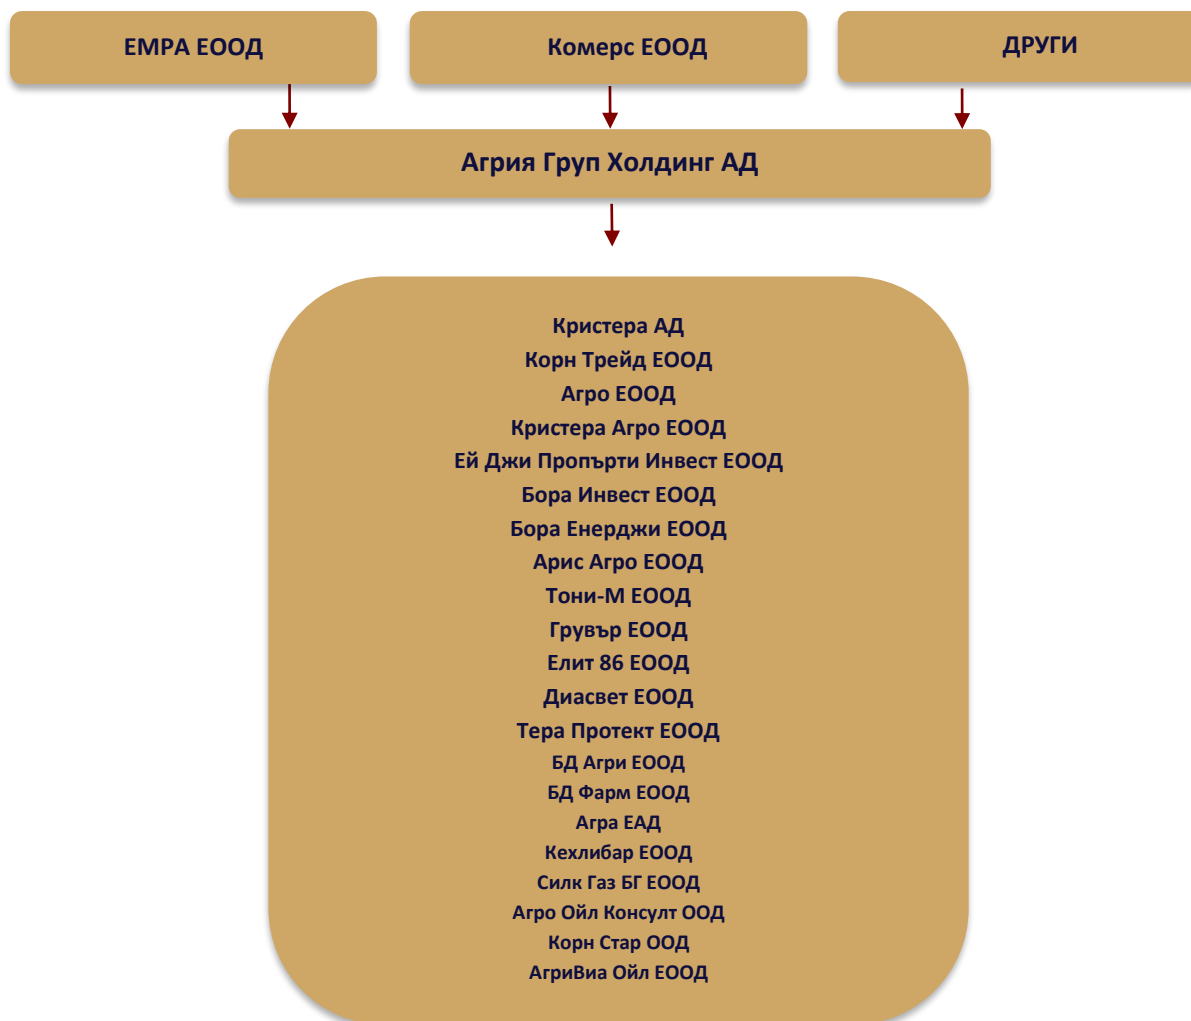 ЕМРА ЕООД
Комерс ЕООД
ДРУГИ
Агрия Груп Холдинг АД
Кристера АД
Корн Трейд ЕООД
Агро ЕООД
Кристера Агро ЕООД
Ей Джи Пропърти Инвест ЕООД
Бора Инвест ЕООД
Бора Енерджи ЕООД
Арис Агро ЕООД
Тони-М ЕООД
Грувър ЕООД
Елит 86 ЕООД
Диасвет ЕООД
Тера Протект ЕООД
БД Агри ЕООД
БД Фарм ЕООД
Агра ЕАД
Кехлибар ЕООД
Силк Газ БГ ЕООД
Агро Ойл Консулт ООД
Корн Стар ООД
АгриВиа Ойл ЕООД